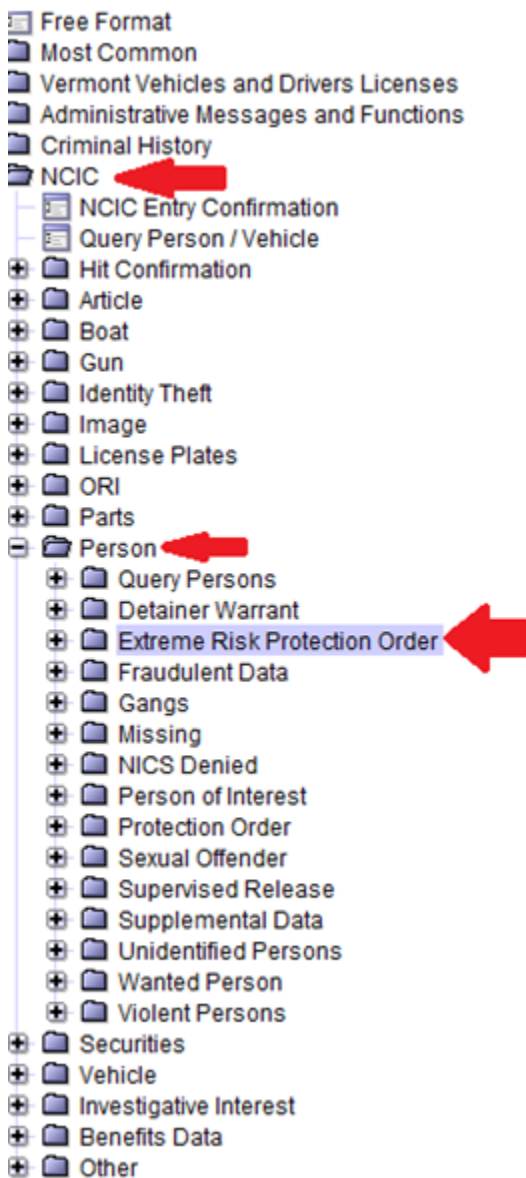 Free Format
Most Common
Vermont Vehicles and Drivers Licenses
Administrative Messages and Functions
Criminal History
NCIC
NCIC Entry Confirmation
Query Person / Vehicle
Hit Confirmation
Article
Boat
Gun
Identity Theft
Image
License Plates
ORI
Parts
Person
Query Persons
Detainer Warrant
Extreme Risk Protection Order
Fraudulent Data
Gangs
Missing
NICS Denied
Person of Interest
Protection Order
Sexual Offender
Supervised Release
Supplemental Data
Unidentified Persons
Wanted Person
Violent Persons
Securities
Vehicle
Investigative Interest
Benefits Data
Other